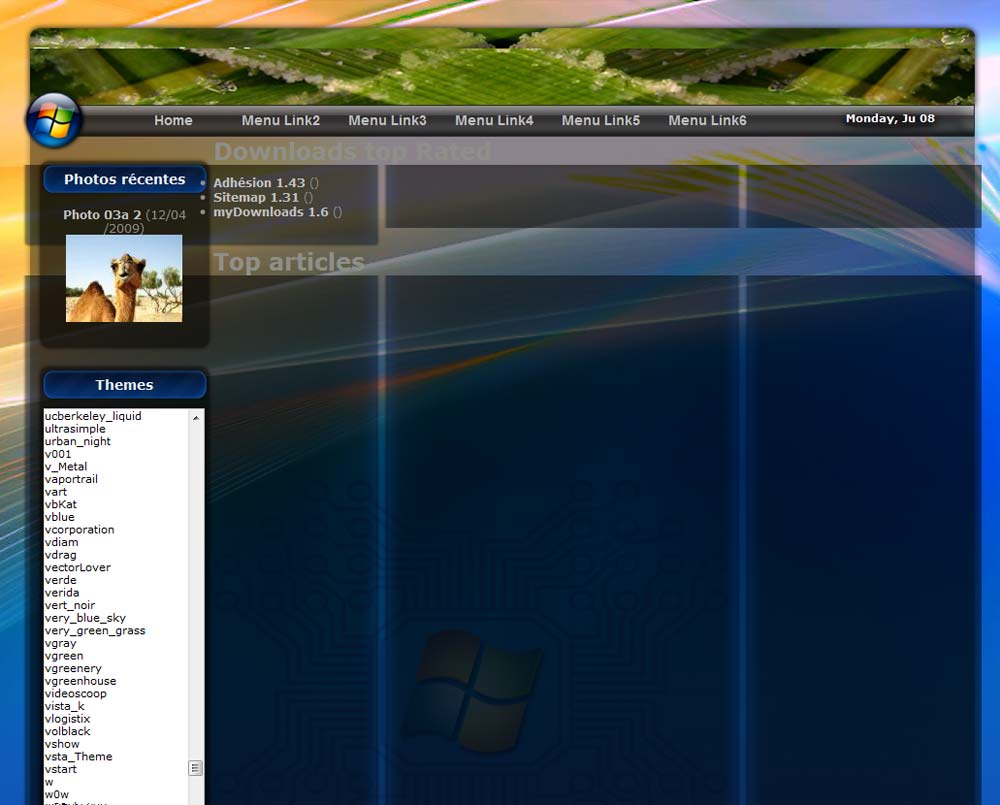 Home Menu Link2 Menu Link3 Menu Link4 Menu Link5 Menu Link6 Monday, Ju 08
Downloads top Rated
Photos récentes
Adhésion 1.43 ()
Sitemap 1.31 ()
myDownloads 1.6 ()
Photo 03a 2 (12/04
/2009)
Top articles
Themes
ucberkeley_liquid
ultrasimple
urban_night
v001
v_Metal
vaportrail
vart
vbKat
vblue
vcorporation
vdiam
vdrag
vectorLover
verde
verida
vert_noir
very_blue_sky
very_green_grass
vgray
vgreen
vgreenery
vgreenhouse
videoscoop
vista_k
vlogistix
volblack
vshow
vsta_Theme
vstart
w
w0w